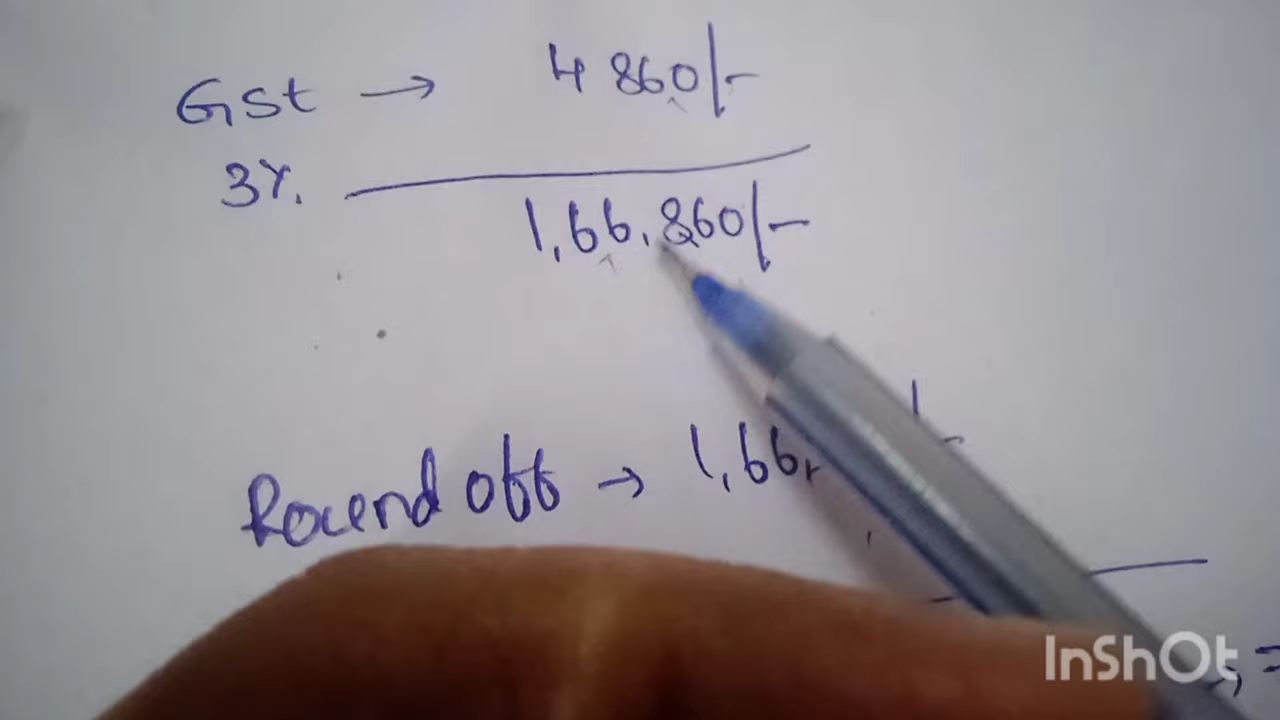 GSt → 4860/-
3%.
1,66,860/-
Round off → 1,66,
InShOt